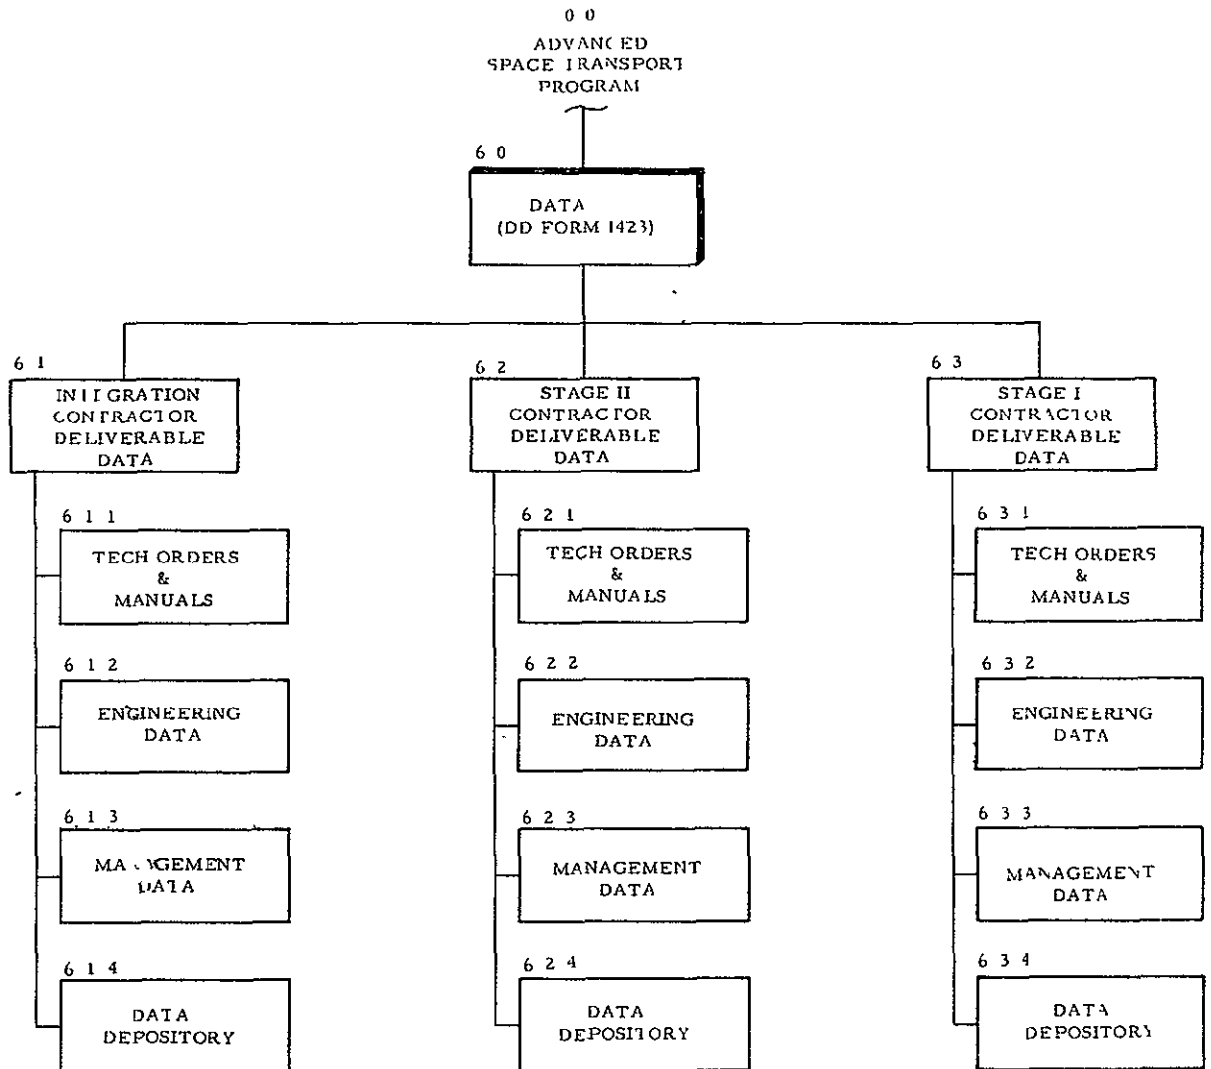 0 0
ADVANCED
SPACE TRANSPORT
PROGRAM
6 0
DATA
(DD FORM 1423)
6 1
INTEGRATION
CONTRACTOR
DELIVERABLE
DATA
6 1 1
TECH ORDERS
&
MANUALS
6 1 2
ENGINEERING
DATA
6 1 3
MANAGEMENT
DATA
6 1 4
DATA
DEPOSITORY
6 2
STAGE II
CONTRACTOR
DELIVERABLE
DATA
6 2 1
TECH ORDERS
&
MANUALS
6 2 2
ENGINEERING
DATA
6 2 3
MANAGEMENT
DATA
6 2 4
DATA
DEPOSITORY
6 3
STAGE I
CONTRACTOR
DELIVERABLE
DATA
6 3 1
TECH ORDERS
&
MANUALS
6 3 2
ENGINEERING
DATA
6 3 3
MANAGEMENT
DATA
6 3 4
DATA
DEPOSITORY